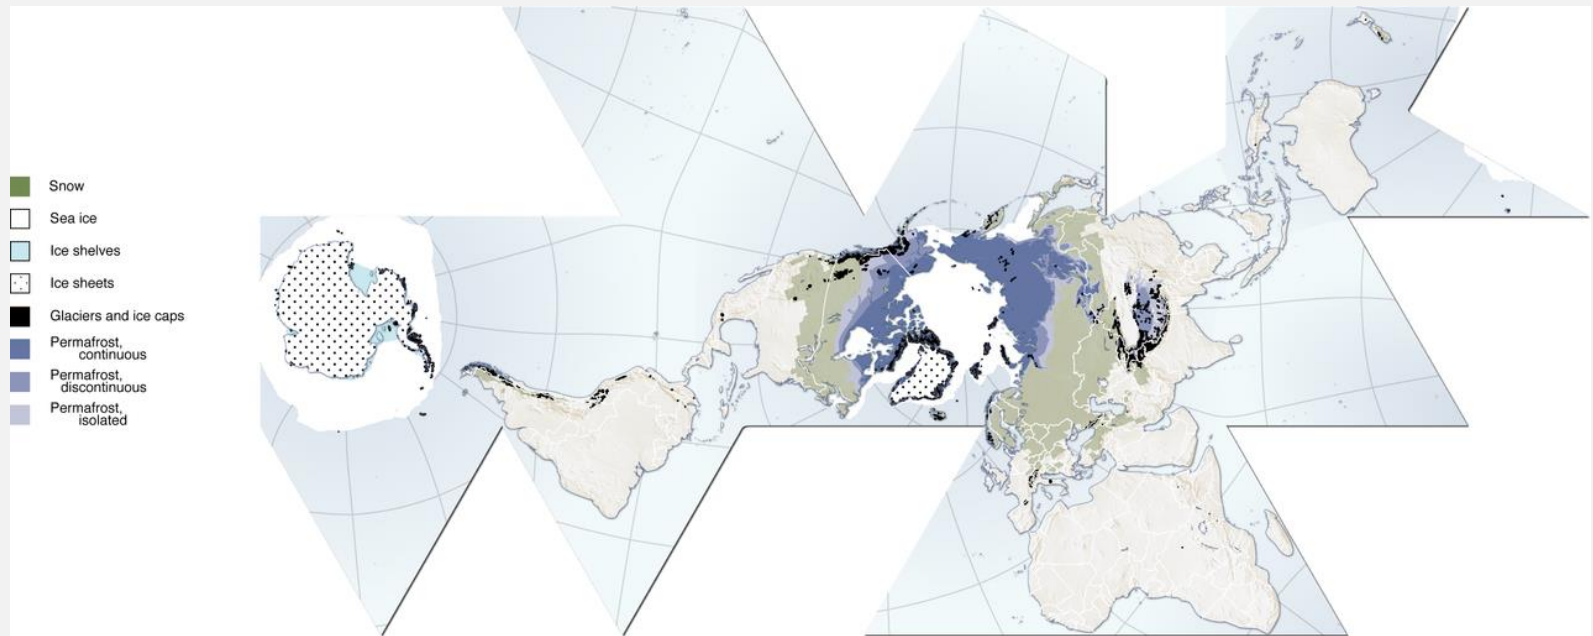 Snow
Sea ice
Ice shelves
Ice sheets
Glaciers and ice caps
Permafrost,
continuous
Permafrost,
discontinuous
Permafrost,
isolated